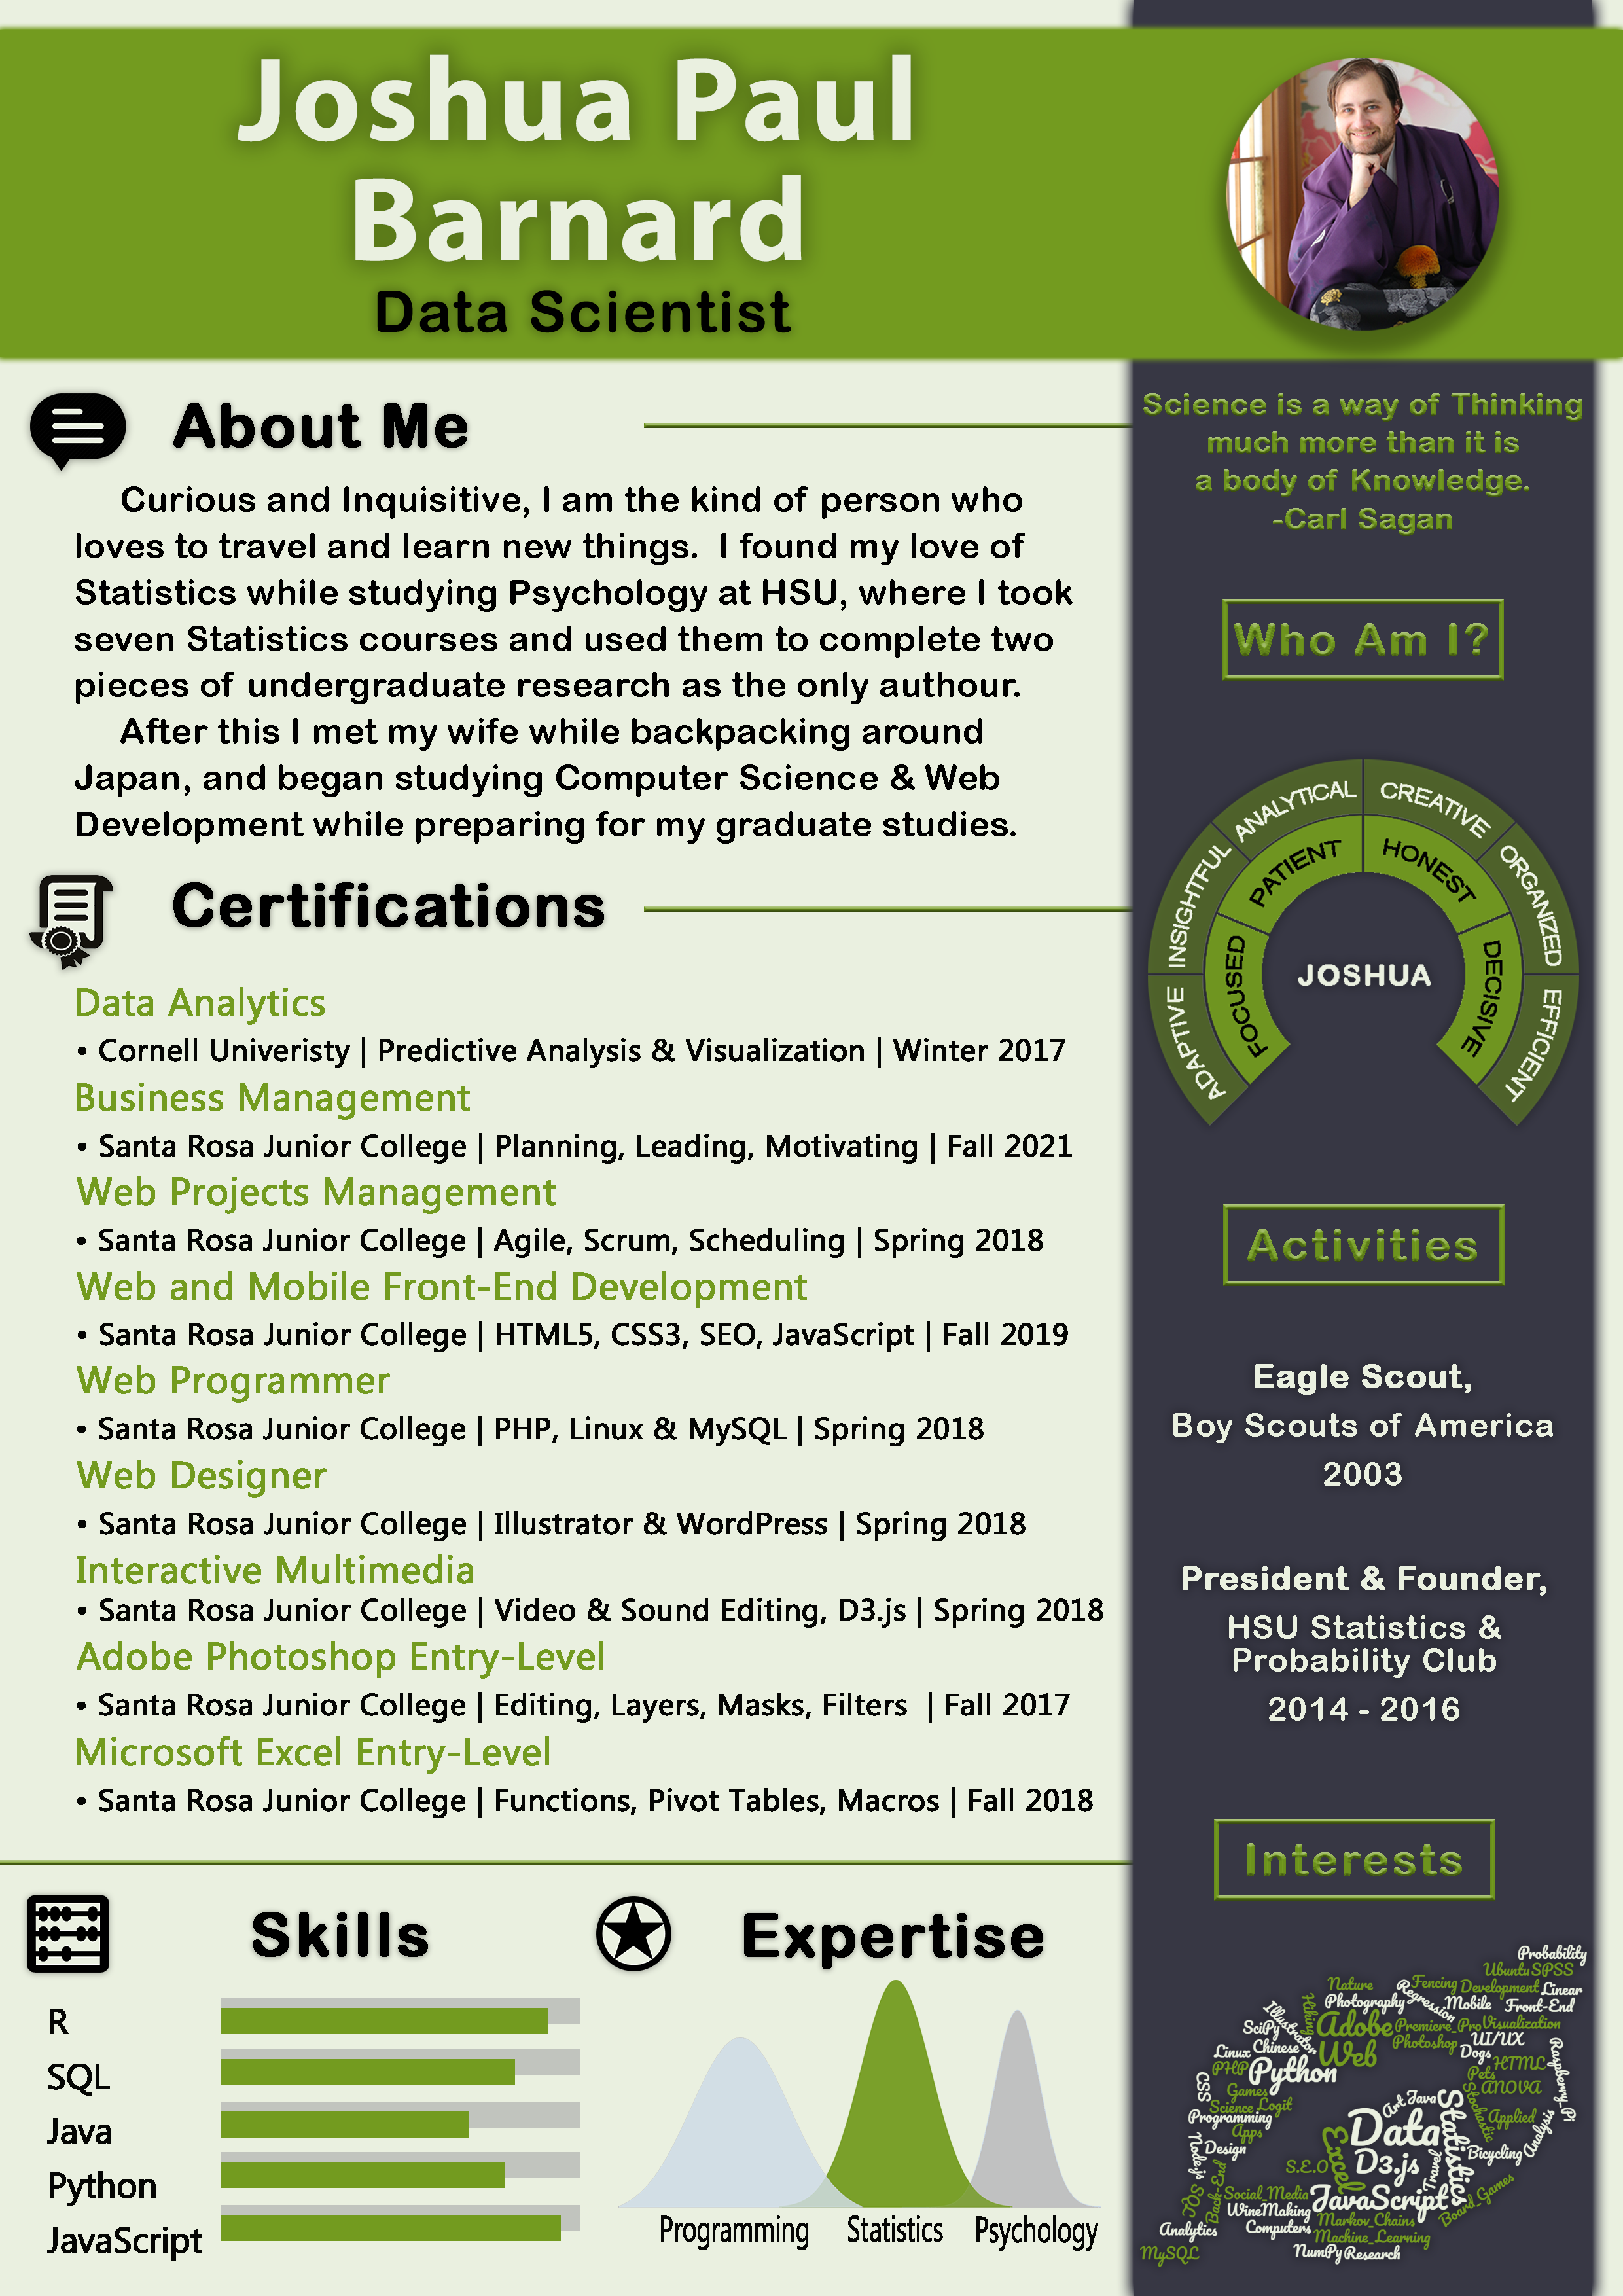 Joshua Paul
Barnard
Data Scientist
About Me
Curious and Inquisitive, I am the kind of person who
loves to travel and learn new things.  I found my love of
Statistics while studying Psychology at HSU, where I took
seven Statistics courses and used them to complete two
pieces of undergraduate research as the only authour.
After this I met my wife while backpacking around
Japan, and began studying Computer Science & Web
Development while preparing for my graduate studies.
Certifications
Data Analytics
• Cornell Univeristy | Predictive Analysis & Visualization | Winter 2017
Business Management
• Santa Rosa Junior College | Planning, Leading, Motivating | Fall 2021
Web Projects Management
• Santa Rosa Junior College | Agile, Scrum, Scheduling | Spring 2018
Web and Mobile Front-End Development
• Santa Rosa Junior College | HTML5, CSS3, SEO, JavaScript | Fall 2019
Web Programmer
• Santa Rosa Junior College | PHP, Linux & MySQL | Spring 2018
Web Designer
• Santa Rosa Junior College | Illustrator & WordPress | Spring 2018
Interactive Multimedia
• Santa Rosa Junior College | Video & Sound Editing, D3.js | Spring 2018
Adobe Photoshop Entry-Level
• Santa Rosa Junior College | Editing, Layers, Masks, Filters  | Fall 2017
Microsoft Excel Entry-Level
• Santa Rosa Junior College | Functions, Pivot Tables, Macros | Fall 2018
Skills
R
SQL
Java
Python
JavaScript
Expertise
Programming
Statistics
Psychology
Science is a way of Thinking
much more than it is
a body of Knowledge.
-Carl Sagan
Who Am I?
ADAPTIVE
INSIGHTFUL
ANALYTICAL
CREATIVE
ORGANIZED
EFFICIENT
FOCUSED
PATIENT
HONEST
DECISIVE
JOSHUA
Activities
Eagle Scout,
Boy Scouts of America
2003
President & Founder,
HSU Statistics &
Probability Club
2014 - 2016
Interests
Probability
Ubuntu
SPSS
Nature
Fencing
Development
Linear
Photography
Regression
Mobile
Front-End
Hiking
Illustrator
SciPy
Adobe
Premiere_Pro
Visualization
Photoshop
UI/UX
Linux
Chinese
Web
Dogs
HTML
Raspberry_Pi
PHP
Python
Pets
ANOVA
CSS
Games
Science
Logit
Stochastic
Art
Java
Statistics
Programming
Apps
Data
Applied
Node.js
Design
Excel
D3.js
Bicycling
Analysis
S.E.O
Travel
iOS
Back-End
Social_Media
JavaScript
Board_Games
WineMaking
Analytics
Computers
Markov_Chains
Machine_Learning
MySQL
NumPy
Research